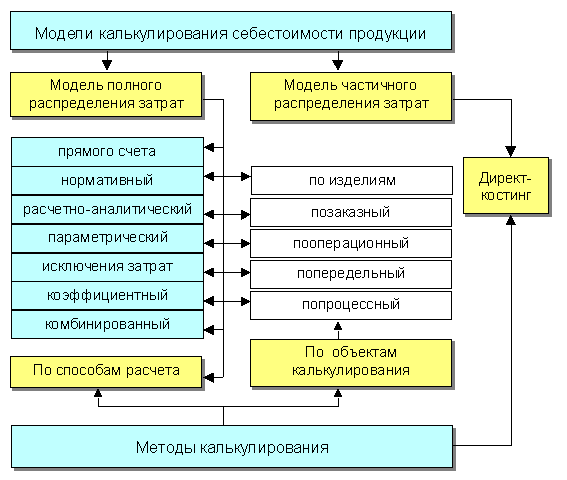 Модели калькулирования себестоимости продукции
Модель полного
распределения затрат
Модель частичного
распределения затрат
прямого счета
нормативный
расчетно-аналитический
параметрический
исключения затрат
коэффициентный
комбинированный
по изделиям
позаказный
пооперационный
попередельный
попроцессный
Директ-
костинг
По способам расчета
По объектам
калькулирования
Методы калькулирования